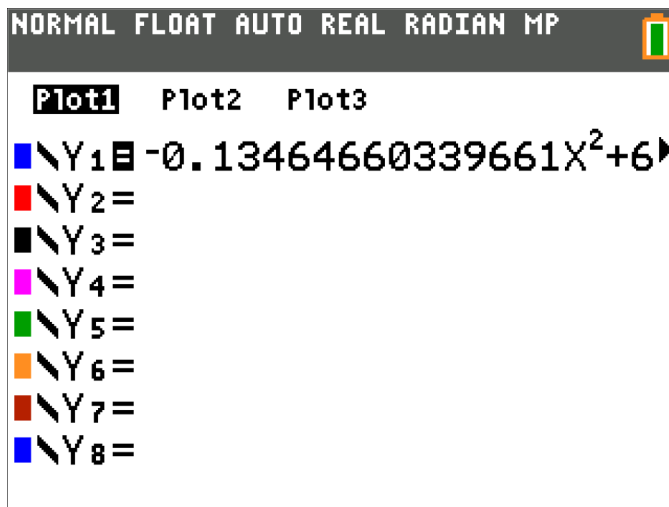 NORMAL FLOAT AUTO REAL RADIAN MP
Plot1 Plot2 Plot3
\Y1=-0.13464660339661X²+6
\Y2=
\Y3=
\Y4=
\Y5=
\Y6=
\Y7=
\Y8=